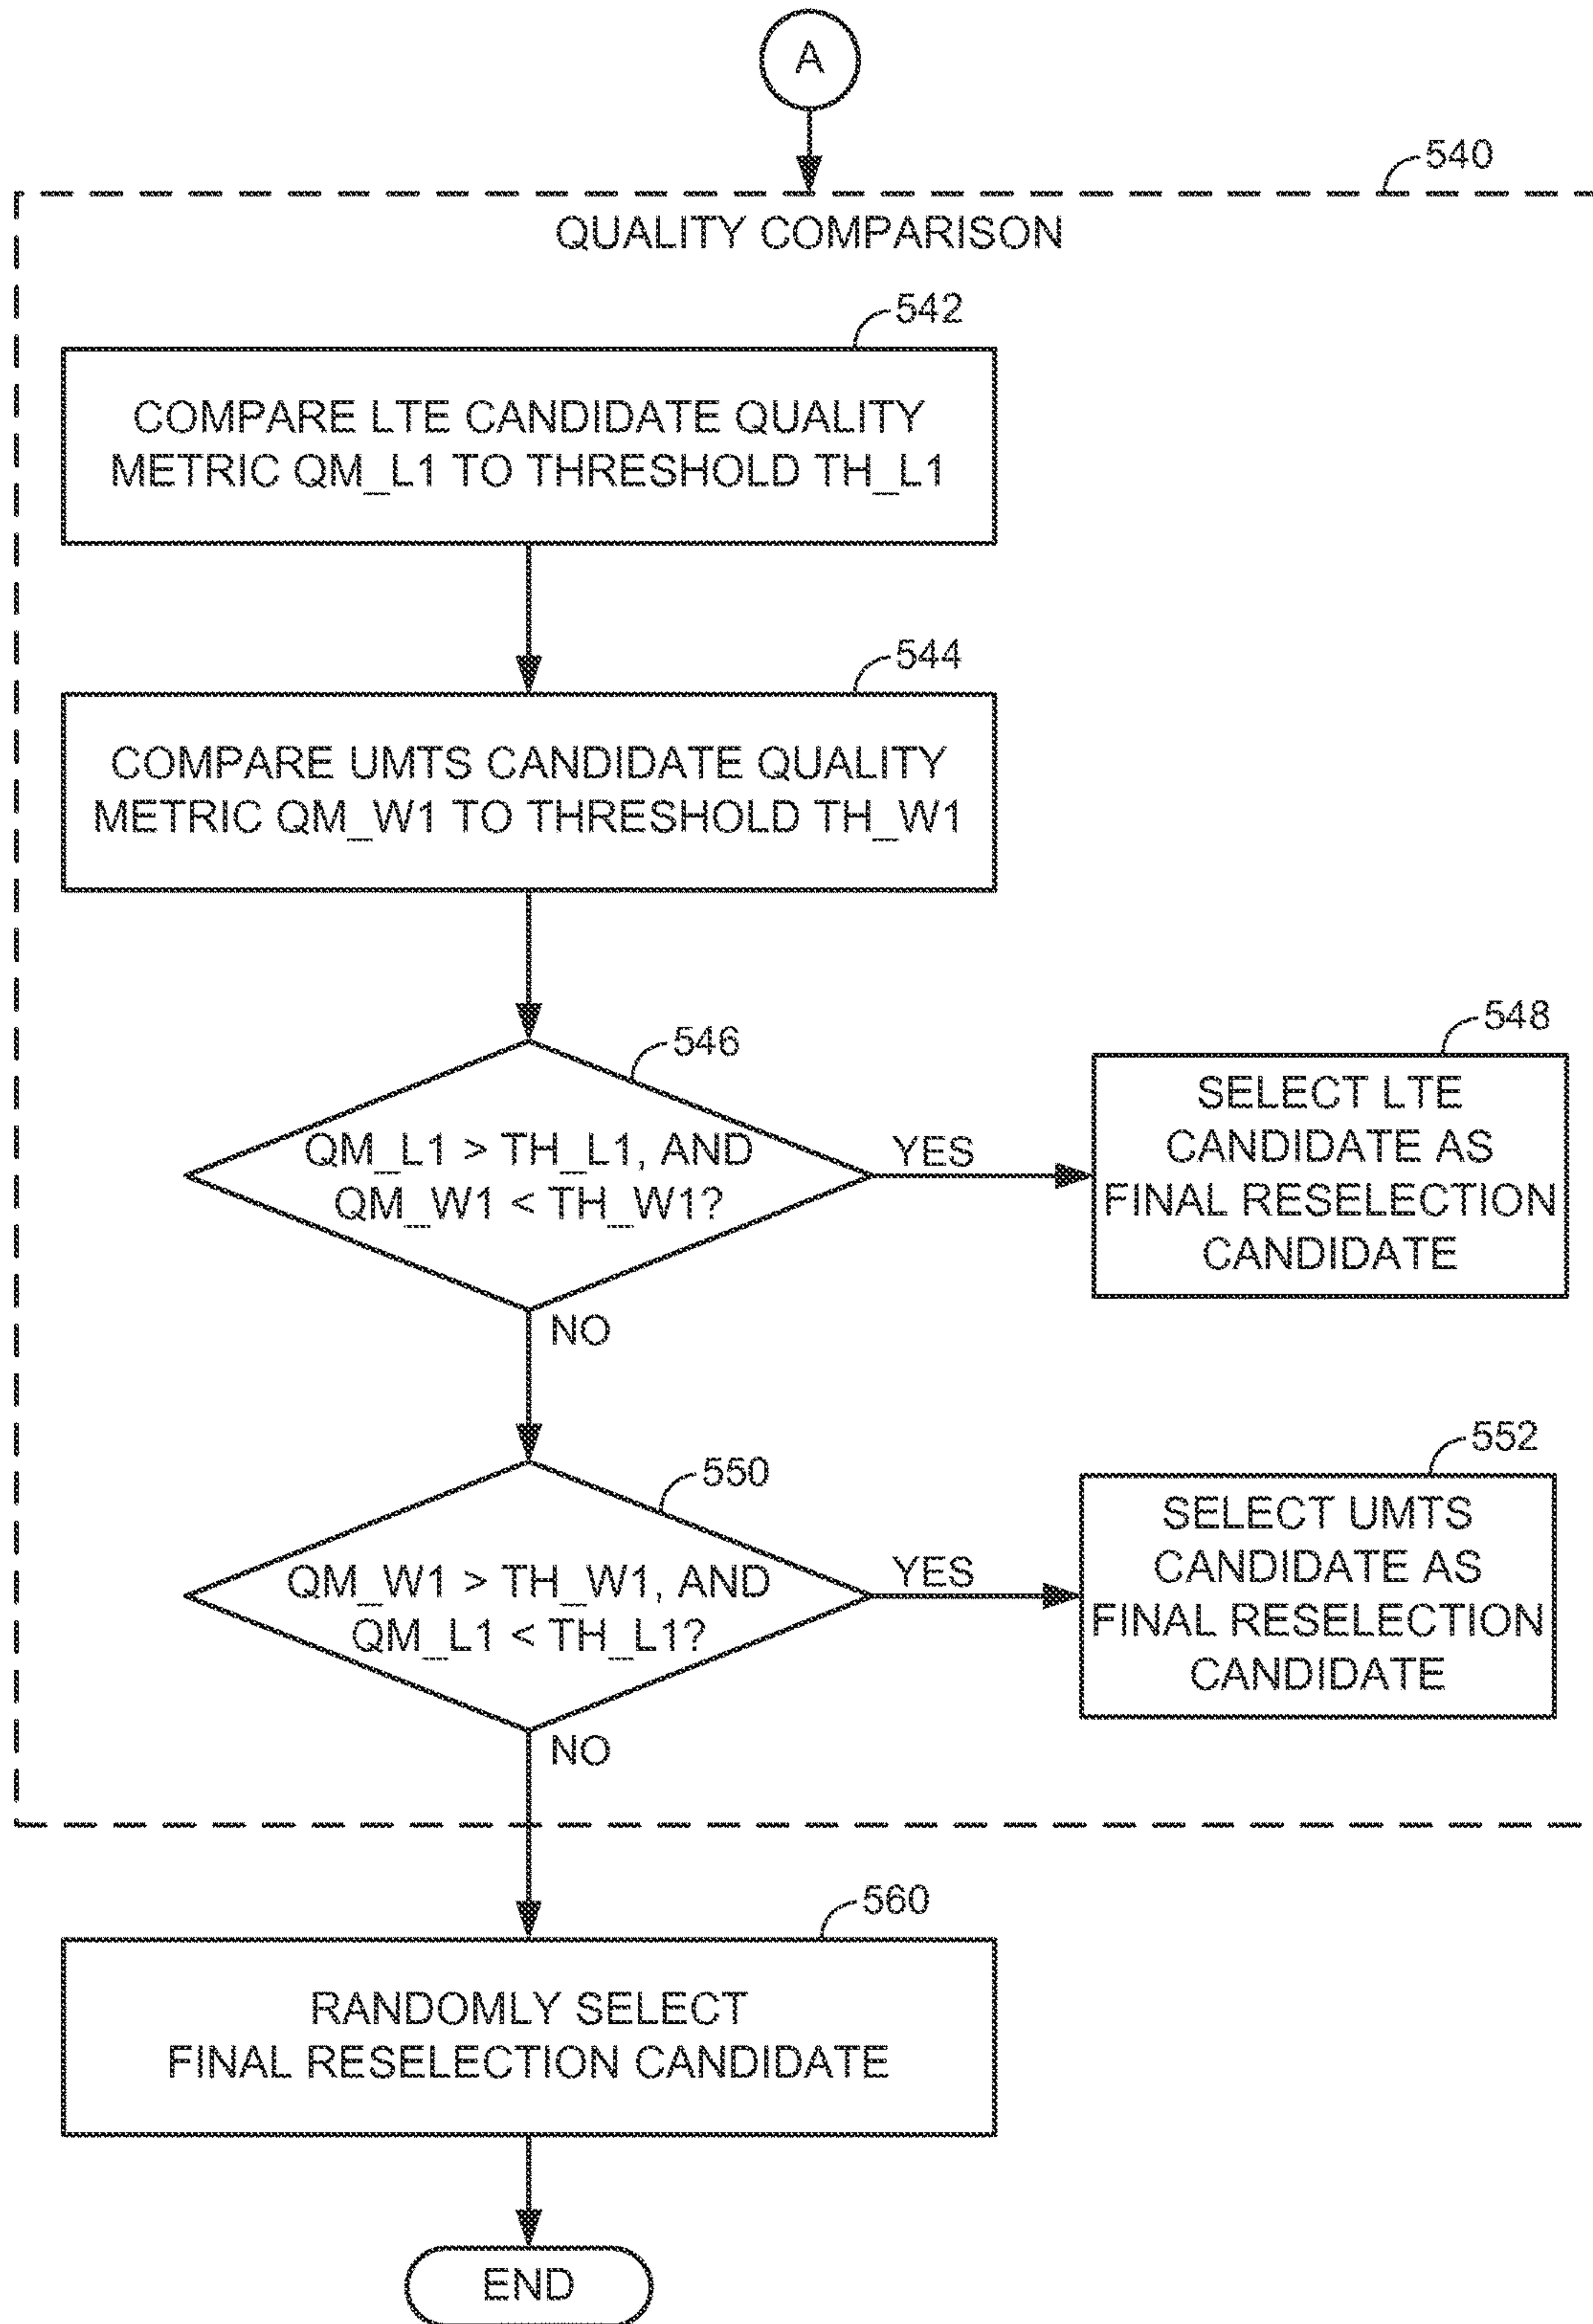 A
540
QUALITY COMPARISON
542
COMPARE LTE CANDIDATE QUALITY
METRIC QM_L1 TO THRESHOLD TH_L1
544
COMPARE UMTS CANDIDATE QUALITY
METRIC QM_W1 TO THRESHOLD TH_W1
546
QM_L1 > TH_L1, AND
QM_W1 < TH_W1?
YES
548
SELECT LTE
CANDIDATE AS
FINAL RESELECTION
CANDIDATE
NO
550
QM_W1 > TH_W1, AND
QM_L1 < TH_L1?
YES
552
SELECT UMTS
CANDIDATE AS
FINAL RESELECTION
CANDIDATE
NO
560
RANDOMLY SELECT
FINAL RESELECTION CANDIDATE
END